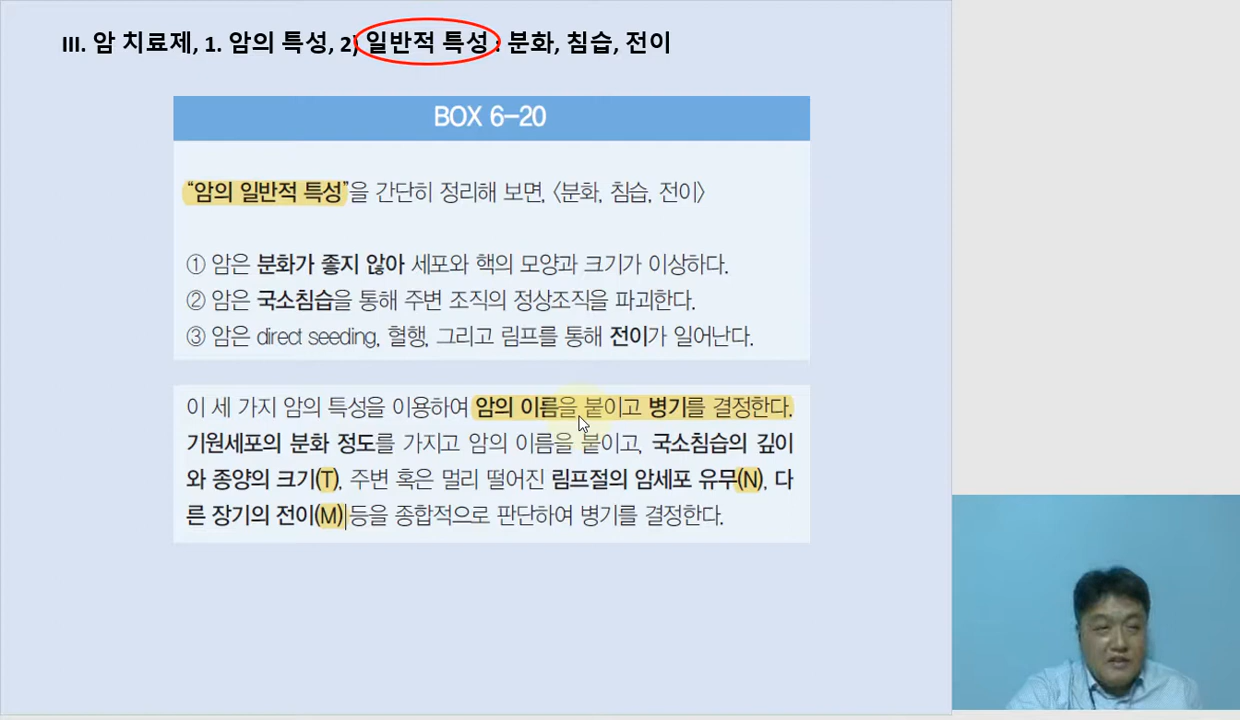 III. 암 치료제, 1. 암의 특성, 2) 일반적 특성 : 분화, 침습, 전이
BOX 6-20
“암의 일반적 특성”을 간단히 정리해 보면, 〈분화, 침습, 전이〉
① 암은 분화가 좋지 않아 세포와 핵의 모양과 크기가 이상하다.
② 암은 국소침습을 통해 주변 조직의 정상조직을 파괴한다.
③ 암은 direct seeding, 혈행, 그리고 림프를 통해 전이가 일어난다.
이 세 가지 암의 특성을 이용하여 암의 이름을 붙이고 병기를 결정한다.
기원세포의 분화 정도를 가지고 암의 이름을 붙이고, 국소침습의 깊이
와 종양의 크기(T), 주변 혹은 멀리 떨어진 림프절의 암세포 유무(N), 다
른 장기의 전이(M) 등을 종합적으로 판단하여 병기를 결정한다.